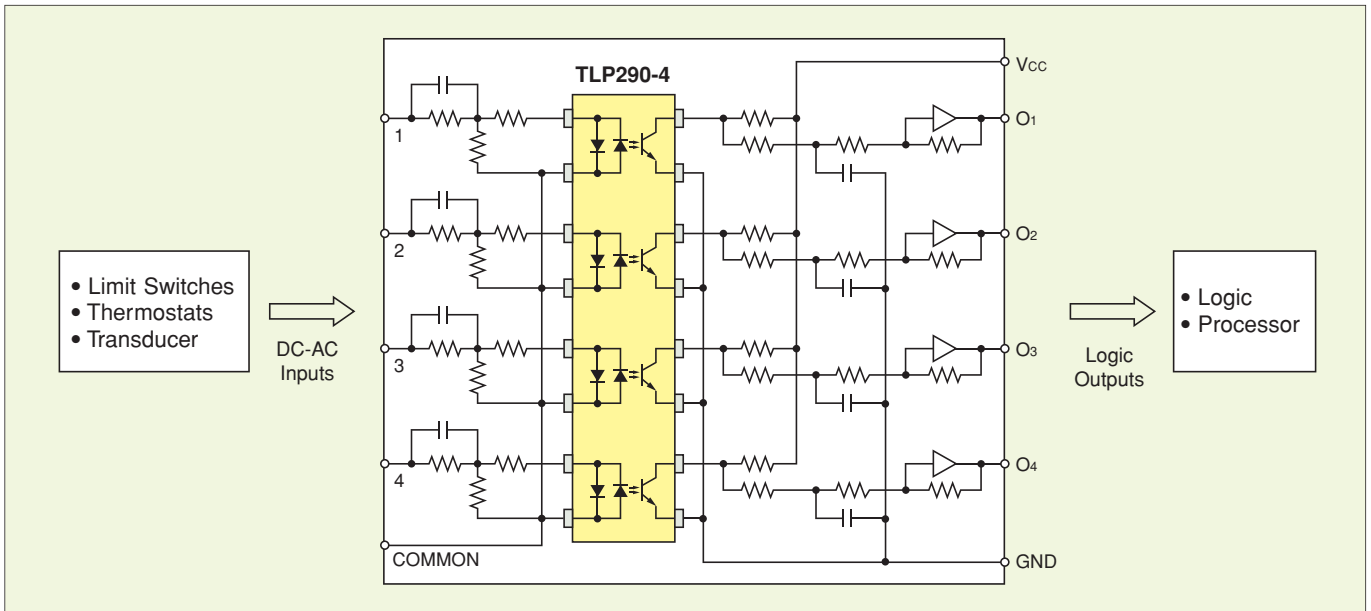 TLP290-4
VCC
1
O1
2
O2
• Limit Switches
• Thermostats
• Transducer
DC-AC
Inputs
3
O3
Logic
Outputs
• Logic
• Processor
4
O4
COMMON
GND